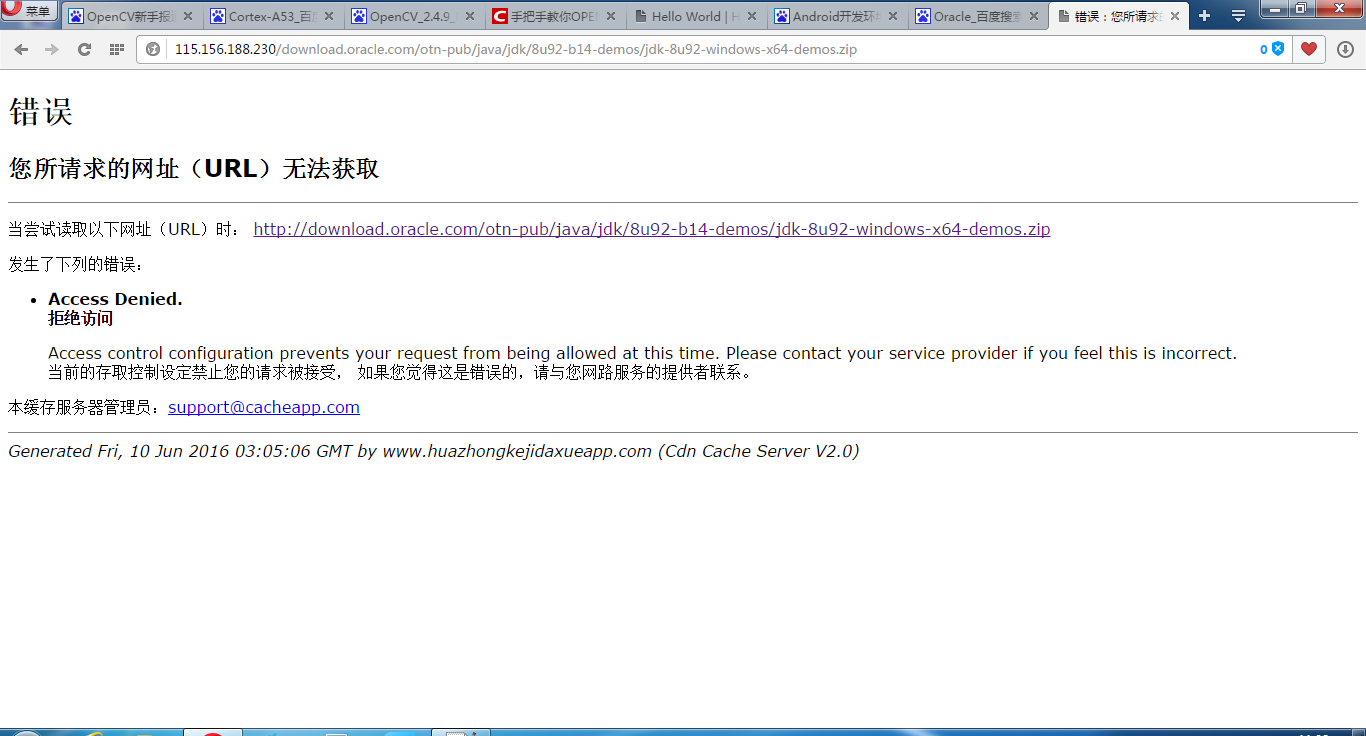 菜单
OpenCV新手报道
Cortex-A53_百度
OpenCV_2.4.9_
手把手教你OPE
Hello World | H
Android开发环境
Oracle_百度搜索
错误：您所请求的
115.156.188.230/download.oracle.com/otn-pub/java/jdk/8u92-b14-demos/jdk-8u92-windows-x64-demos.zip
0
错误
您所请求的网址（URL）无法获取
当尝试读取以下网址（URL）时： http://download.oracle.com/otn-pub/java/jdk/8u92-b14-demos/jdk-8u92-windows-x64-demos.zip
发生了下列的错误：
Access Denied.
拒绝访问
Access control configuration prevents your request from being allowed at this time. Please contact your service provider if you feel this is incorrect.
当前的存取控制设定禁止您的请求被接受， 如果您觉得这是错误的，请与您网路服务的提供者联系。
本缓存服务器管理员：support@cacheapp.com
Generated Fri, 10 Jun 2016 03:05:06 GMT by www.huazhongkejidaxueapp.com (Cdn Cache Server V2.0)